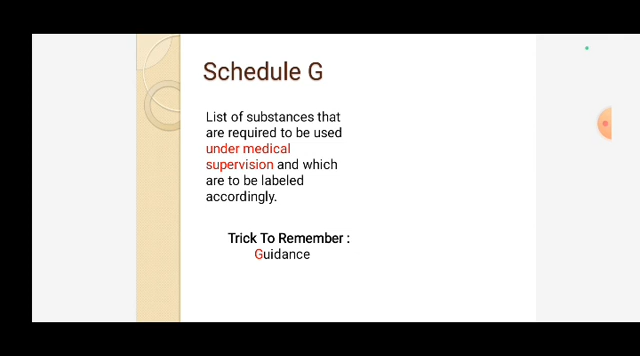 Schedule G
List of substances that
are required to be used
under medical
supervision and which
are to be labeled
accordingly.
Trick To Remember :
Guidance